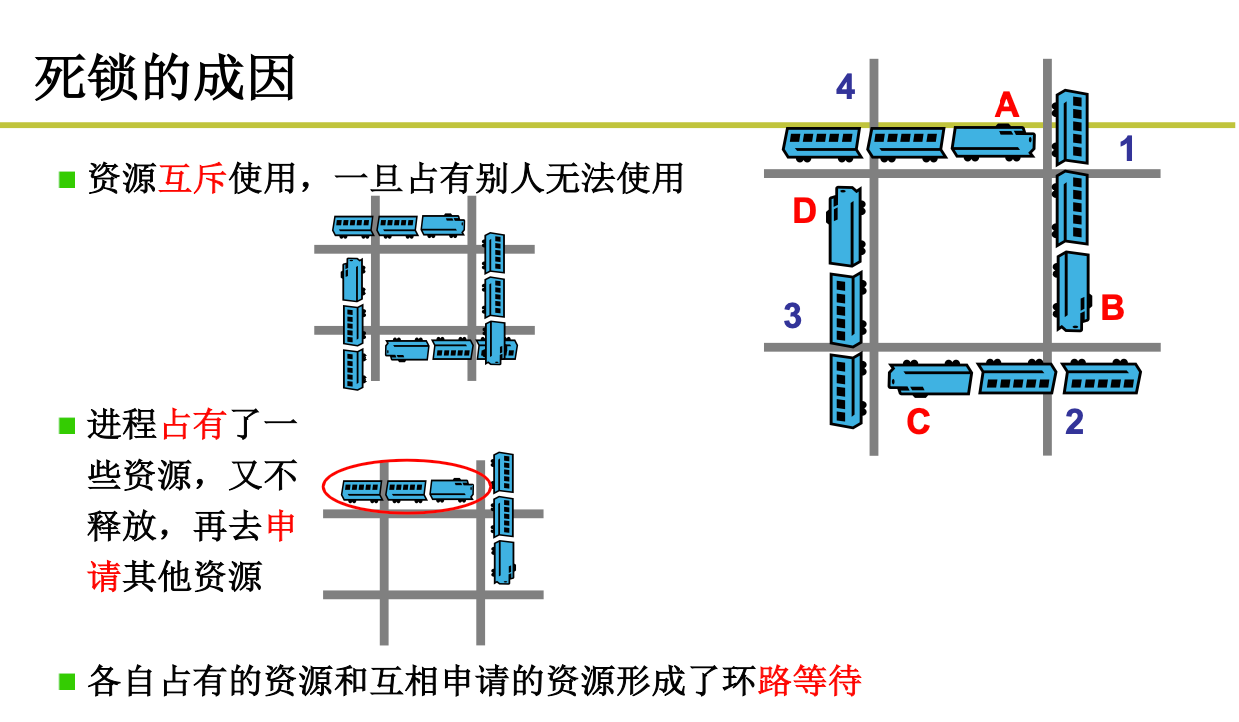 死锁的成因
4
A
1
资源互斥使用，一旦占有别人无法使用
D
3
B
C
2
进程占有了一
些资源，又不
释放，再去申
请其他资源
各自占有的资源和互相申请的资源形成了环路等待